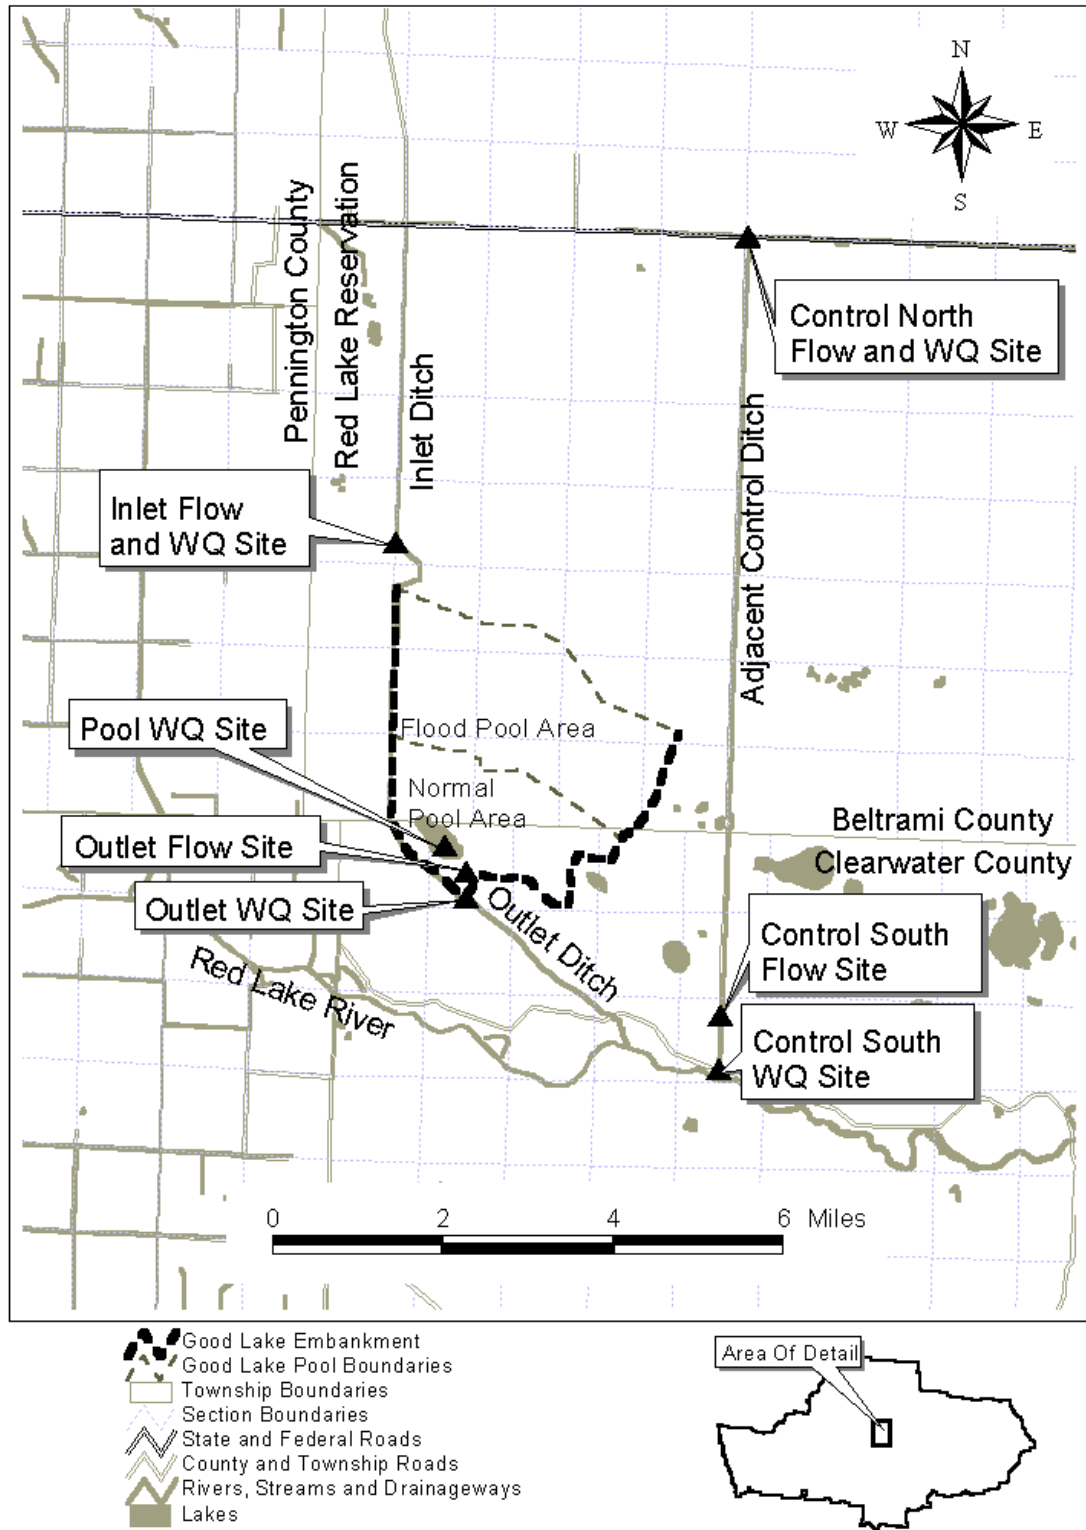 N
W E
S
Pennington County
Red Lake Reservation
Inlet Ditch
Control North
Flow and WQ Site
Adjacent Control Ditch
Inlet Flow
and WQ Site
Pool WQ Site
Flood Pool Area
Normal
Pool Area
Outlet Flow Site
Beltrami County
Clearwater County
Outlet WQ Site
Outlet Ditch
Control South
Flow Site
Red Lake River
Control South
WQ Site
0 2 4 6 Miles
Good Lake Embankment
Good Lake Pool Boundaries
Township Boundaries
Section Boundaries
State and Federal Roads
County and Township Roads
Rivers, Streams and Drainageways
Lakes
Area Of Detail